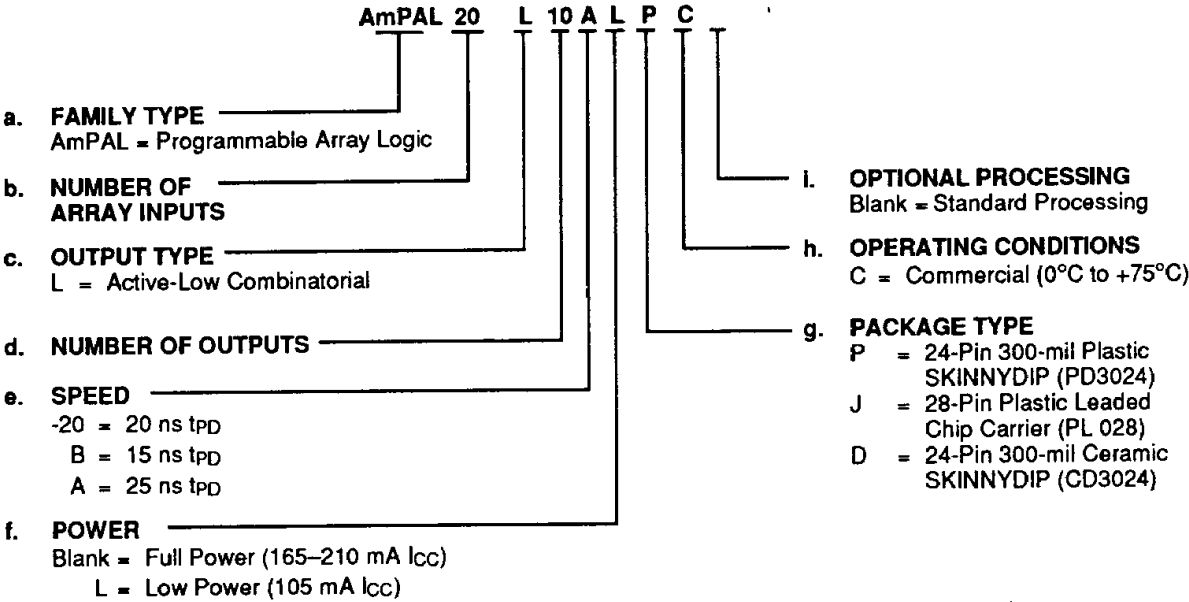 AmPAL 20 L 10 A L P C
a. FAMILY TYPE
AmPAL = Programmable Array Logic
b. NUMBER OF
ARRAY INPUTS
c. OUTPUT TYPE
L = Active-Low Combinatorial
d. NUMBER OF OUTPUTS
e. SPEED
-20 = 20 ns tPD
B = 15 ns tPD
A = 25 ns tPD
f. POWER
Blank = Full Power (165–210 mA ICC)
L = Low Power (105 mA ICC)
i. OPTIONAL PROCESSING
Blank = Standard Processing
h. OPERATING CONDITIONS
C = Commercial (0°C to +75°C)
g. PACKAGE TYPE
P = 24-Pin 300-mil Plastic
SKINNYDIP (PD3024)
J = 28-Pin Plastic Leaded
Chip Carrier (PL 028)
D = 24-Pin 300-mil Ceramic
SKINNYDIP (CD3024)